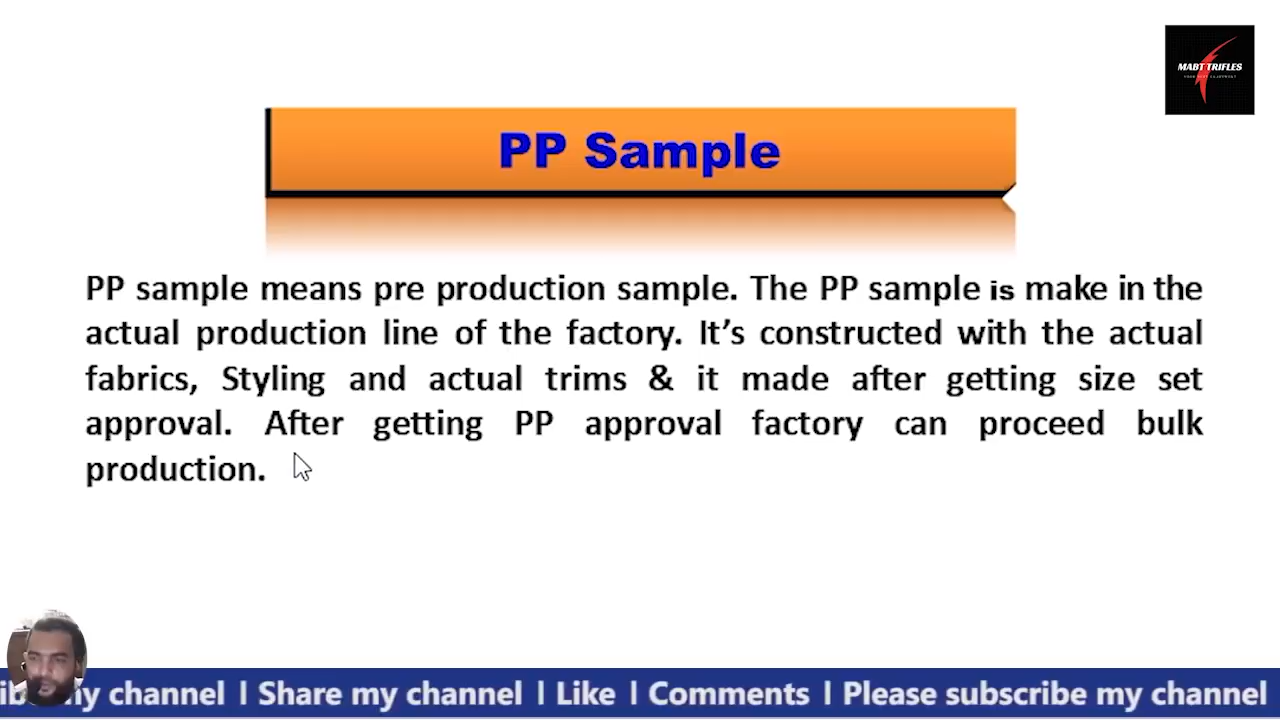 MABT TRIFLES
PP Sample
PP sample means pre production sample. The PP sample is make in the
actual production line of the factory. It’s constructed with the actual
fabrics, Styling and actual trims & it made after getting size set
approval. After getting PP approval factory can proceed bulk
production.
my channel l Share my channel l Like l Comments l Please subscribe my channel